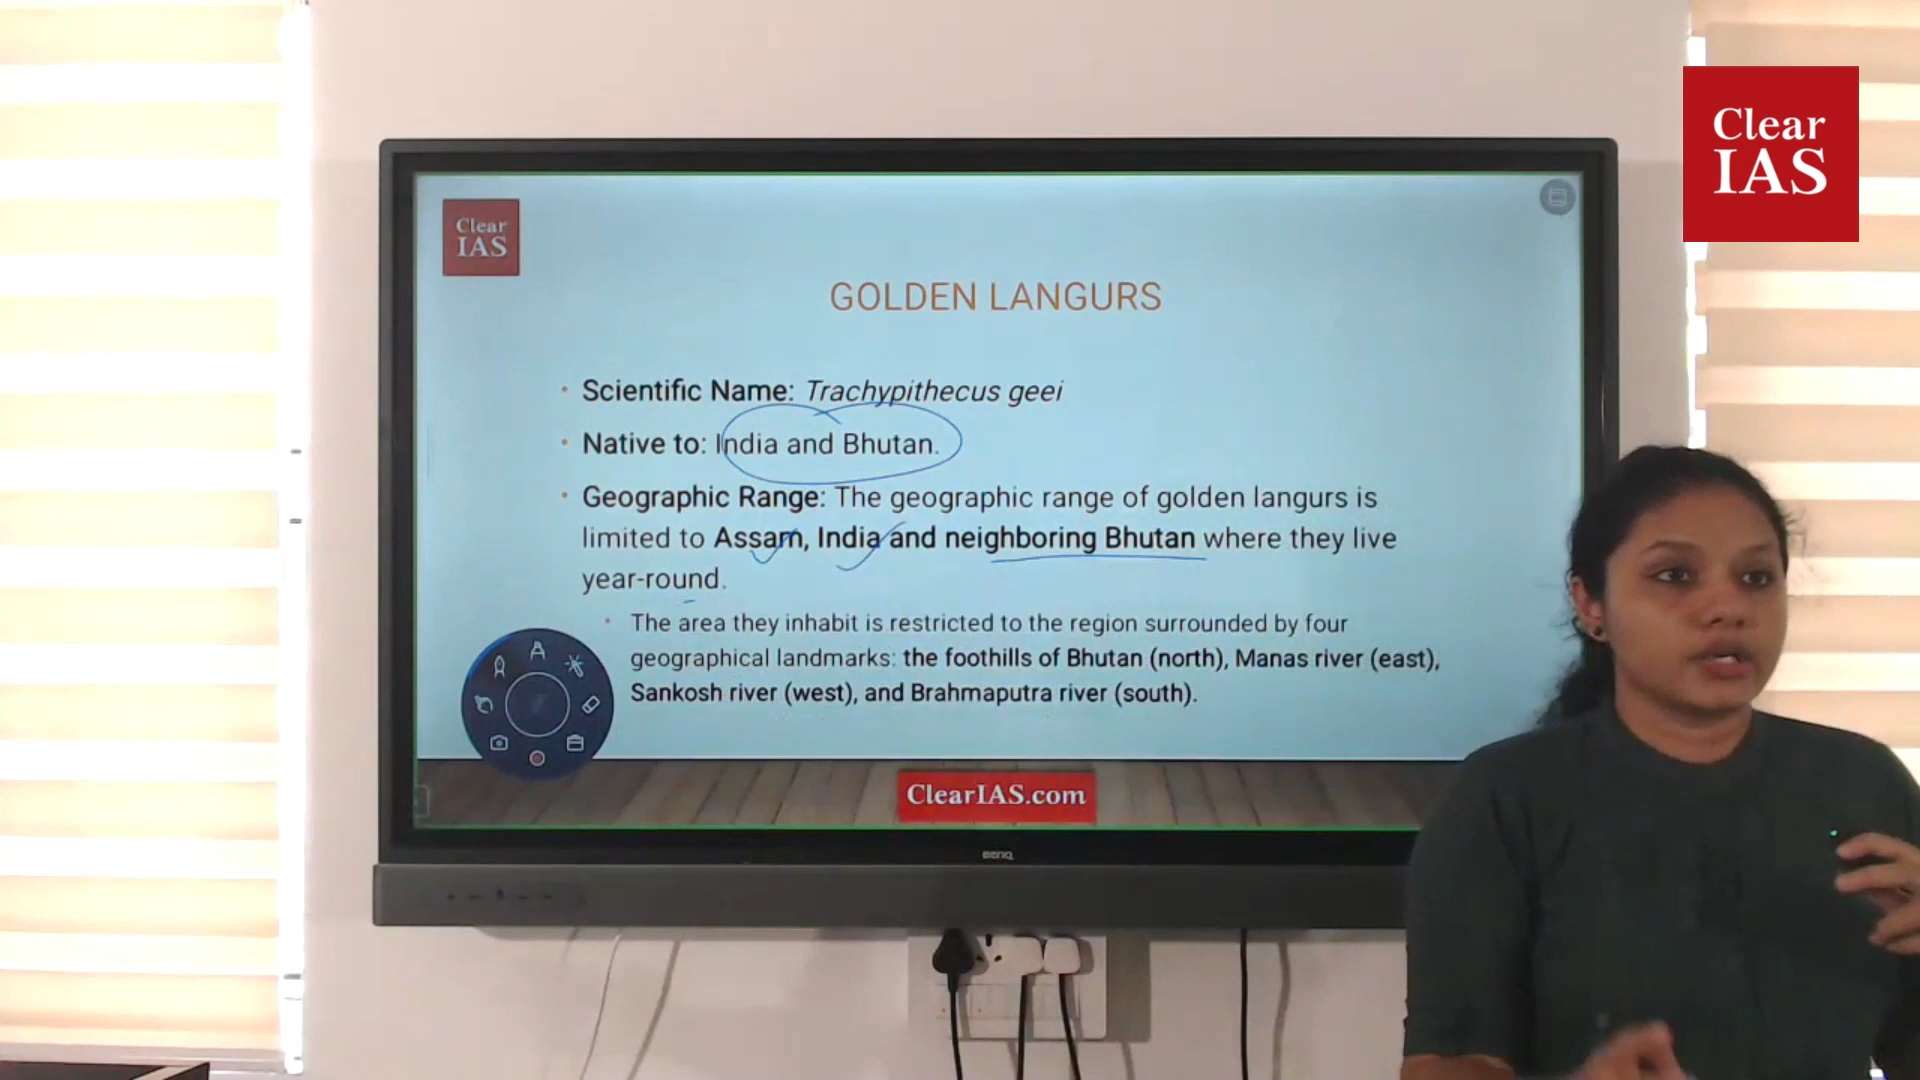 Clear
IAS
Clear
IAS
GOLDEN LANGURS
• Scientific Name: Trachypithecus geei
• Native to: India and Bhutan.
• Geographic Range: The geographic range of golden langurs is
limited to Assam, India and neighboring Bhutan where they live
year-round.
• The area they inhabit is restricted to the region surrounded by four
geographical landmarks: the foothills of Bhutan (north), Manas river (east),
Sankosh river (west), and Brahmaputra river (south).
ClearIAS.com
BenQ